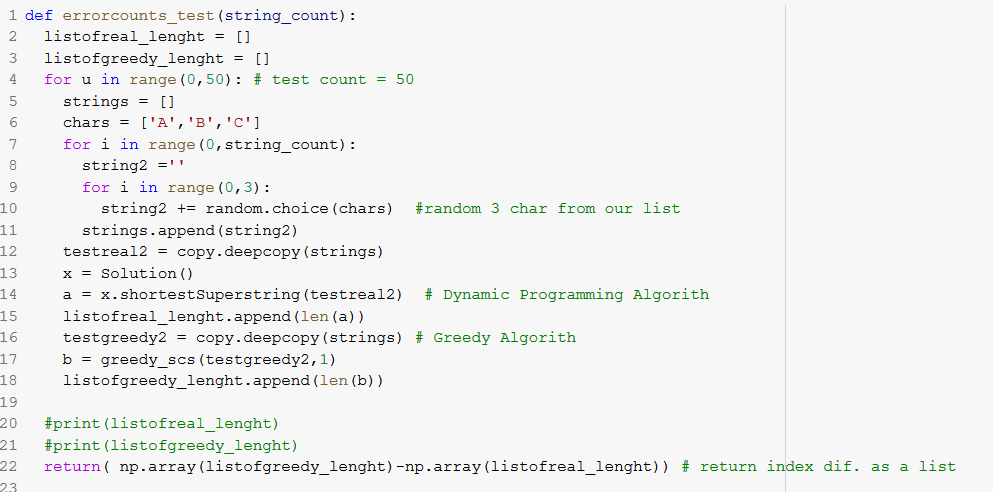 1 def errorcounts_test(string_count):
2   listofreal_lenght = []
3   listofgreedy_lenght = []
4   for u in range(0,50): # test count = 50
5     strings = []
6     chars = ['A','B','C']
7     for i in range(0,string_count):
8       string2 =''
9       for i in range(0,3):
10         string2 += random.choice(chars)  #random 3 char from our list
11       strings.append(string2)
12     testreal2 = copy.deepcopy(strings)
13     x = Solution()
14     a = x.shortestSuperstring(testreal2)  # Dynamic Programming Algorith
15     listofreal_lenght.append(len(a))
16     testgreedy2 = copy.deepcopy(strings) # Greedy Algorith
17     b = greedy_scs(testgreedy2,1)
18     listofgreedy_lenght.append(len(b))
19
20   #print(listofreal_lenght)
21   #print(listofgreedy_lenght)
22   return( np.array(listofgreedy_lenght)-np.array(listofreal_lenght)) # return index dif. as a list
23